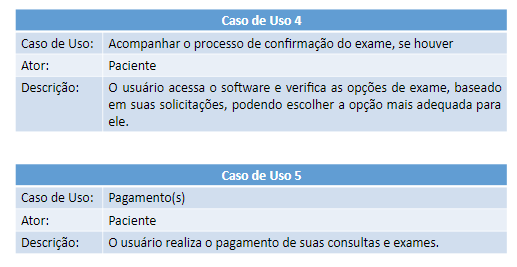 Caso de Uso 4
Caso de Uso: Acompanhar o processo de confirmação do exame, se houver
Ator: Paciente
Descrição: O usuário acessa o software e verifica as opções de exame, baseado
em suas solicitações, podendo escolher a opção mais adequada para
ele.
Caso de Uso 5
Caso de Uso: Pagamento(s)
Ator: Paciente
Descrição: O usuário realiza o pagamento de suas consultas e exames.